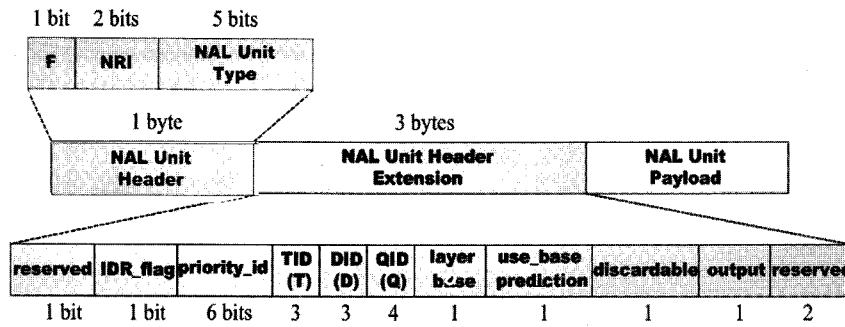 1 bit 2 bits 5 bits
F NRI NAL Unit Type
1 byte 3 bytes
NAL Unit Header NAL Unit Header Extension NAL Unit Payload
reserved IDR_flag priority_id TID (T) DID (D) QID (Q) layer base use_base prediction discardable output reserved
1 bit 1 bit 6 bits 3 3 4 1 1 1 1 2